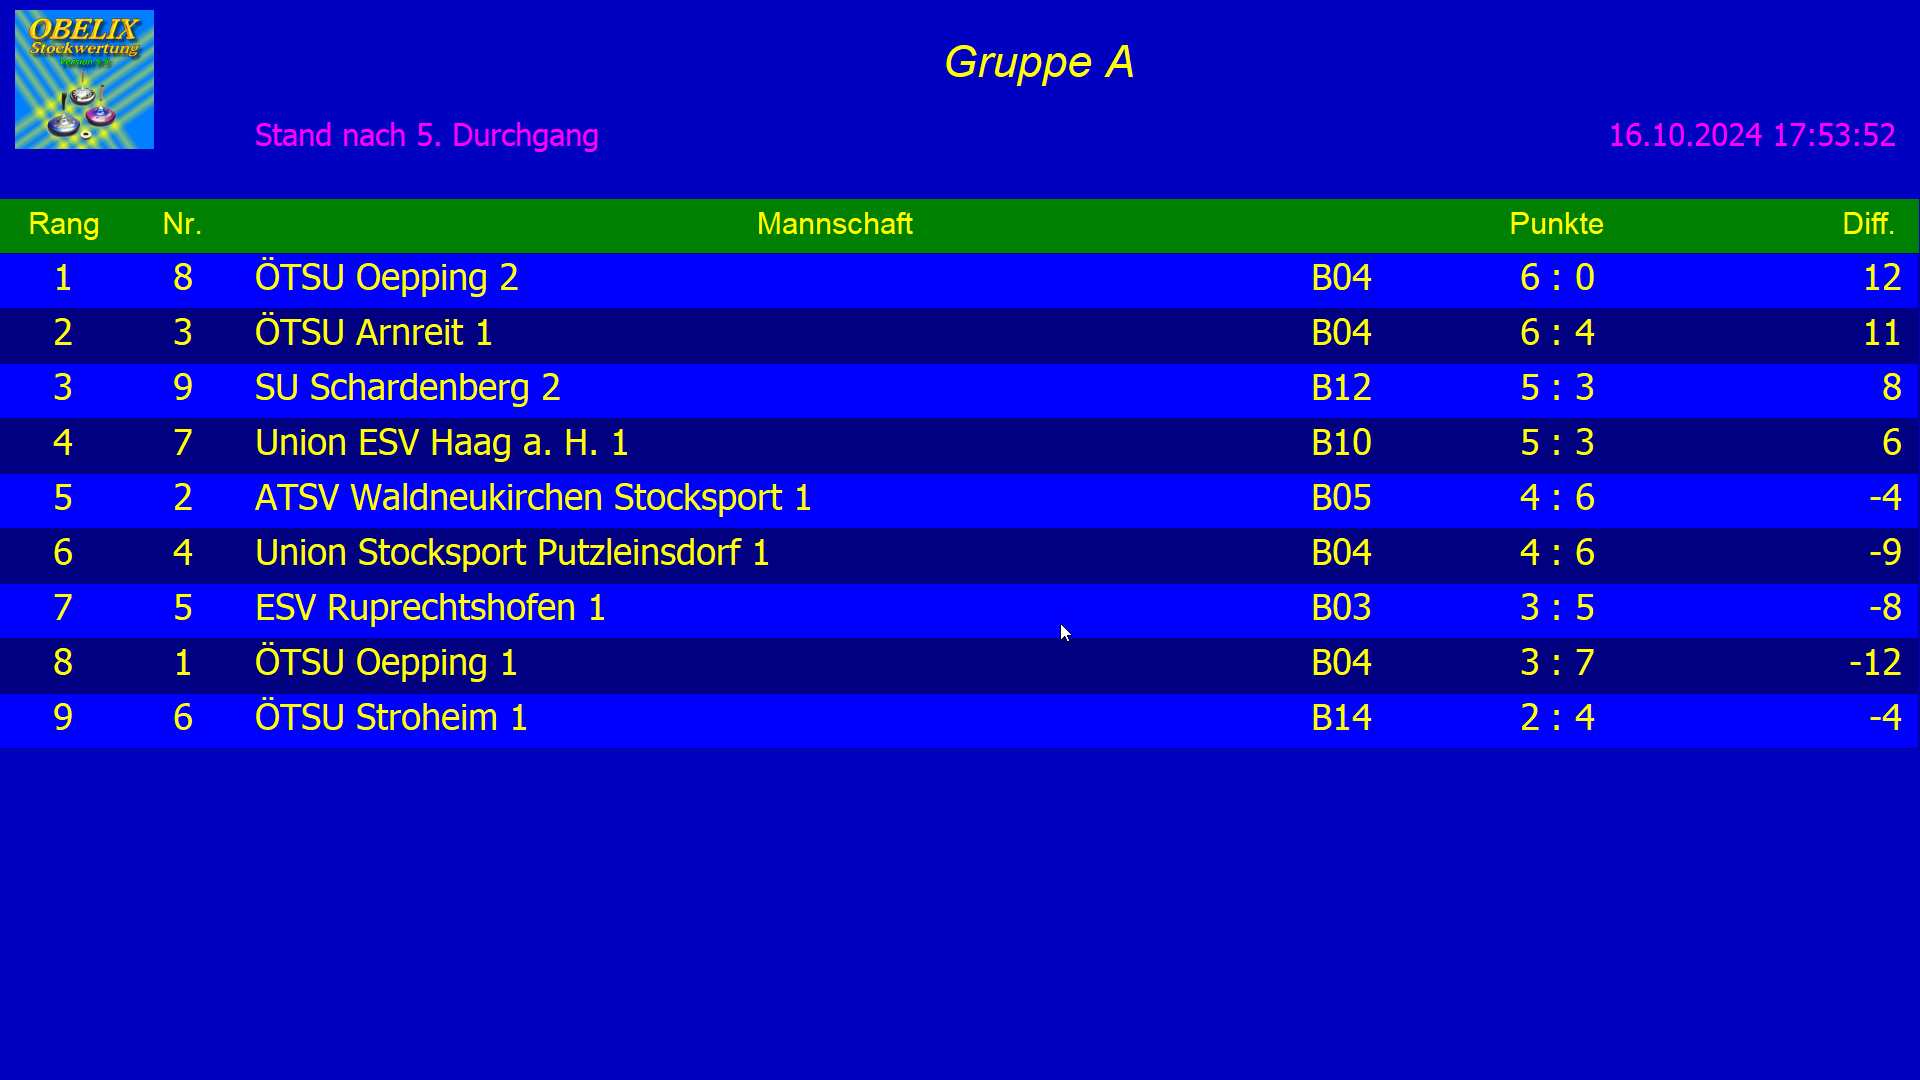 OBELIX
Stockwertung
Gruppe A
Stand nach 5. Durchgang 16.10.2024 17:53:52
Rang Nr. Mannschaft Punkte Diff.
1 8 ÖTSU Oepping 2 B04 6 : 0 12
2 3 ÖTSU Arnreit 1 B04 6 : 4 11
3 9 SU Schardenberg 2 B12 5 : 3 8
4 7 Union ESV Haag a. H. 1 B10 5 : 3 6
5 2 ATSV Waldneukirchen Stocksport 1 B05 4 : 6 -4
6 4 Union Stocksport Putzleinsdorf 1 B04 4 : 6 -9
7 5 ESV Ruprechtshofen 1 B03 3 : 5 -8
8 1 ÖTSU Oepping 1 B04 3 : 7 -12
9 6 ÖTSU Stroheim 1 B14 2 : 4 -4